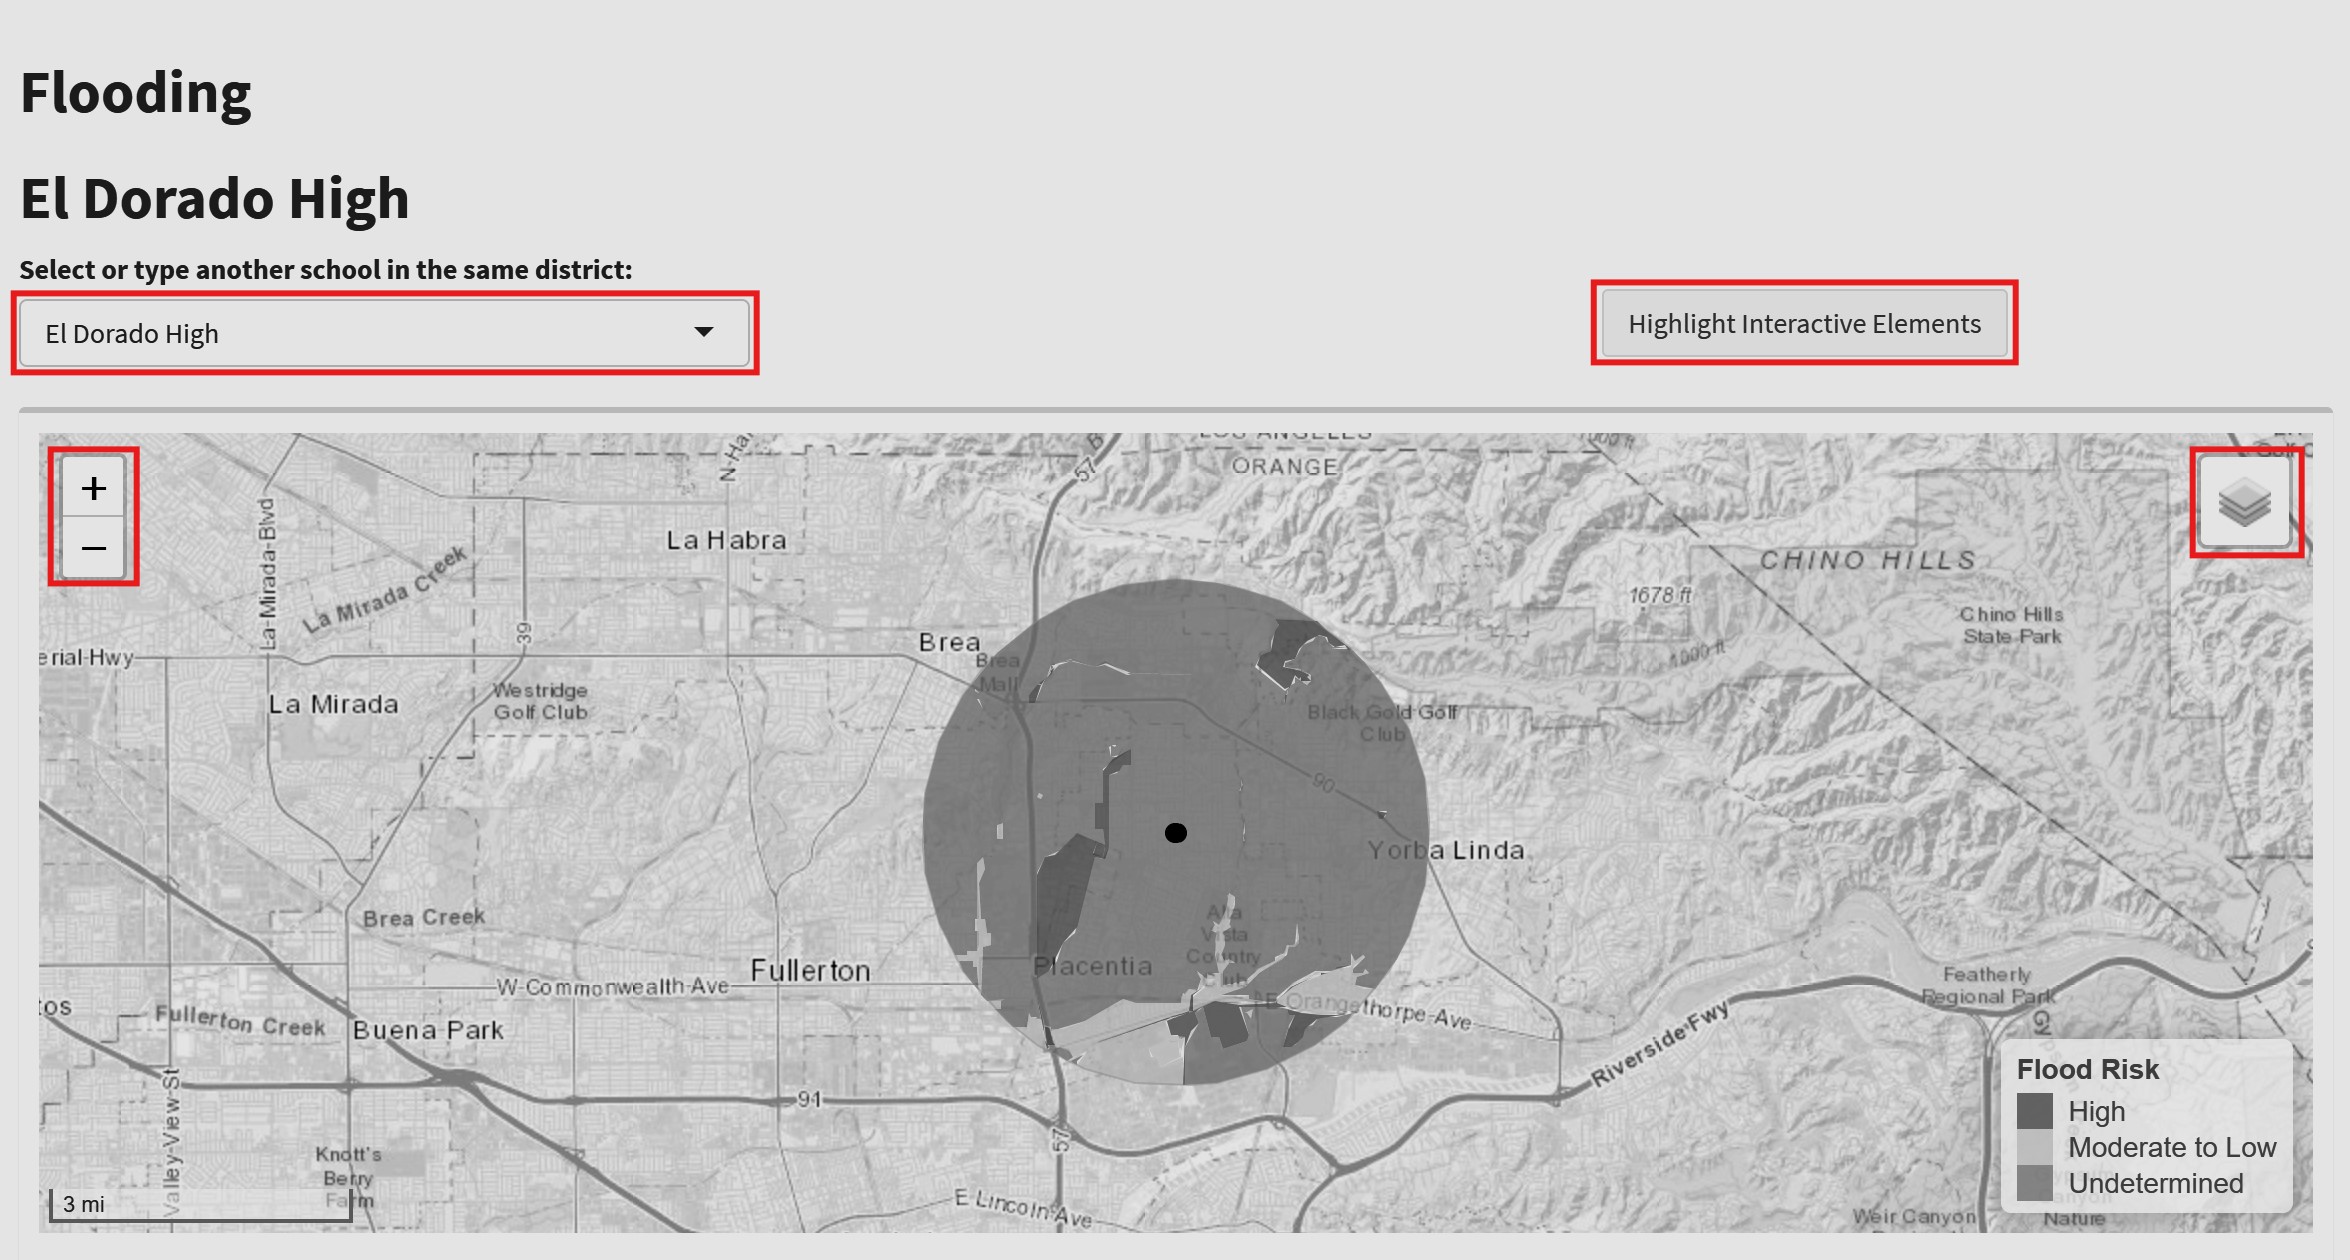 Flooding
El Dorado High
Select or type another school in the same district:
El Dorado High
Highlight Interactive Elements
+
−
LOS ANGELES
ORANGE
57
N-Ha
La Habra
La-Mirada-Blvd
La Mirada Creek
39
CHINO HILLS
1678 ft
Chino Hills
State Park
1000 ft
Brea
Brea
Mall
erial-Hwy
La Mirada
Westridge
Golf Club
Black Gold Golf
Club
90
Yorba Linda
Brea Creek
Alta
Vista
Country
Club
Placentia
Fullerton
W-Commonwealth-Ave
E Orangethorpe-Ave
Featherly
Regional Park
tos
Fullerton Creek
Buena Park
Riverside-Fwy
Valley-View-St
91
57
Knott's
Berry
Farm
E Lincoln-Ave
Weir Canyon
Nature
3 mi
Flood Risk
High
Moderate to Low
Undetermined